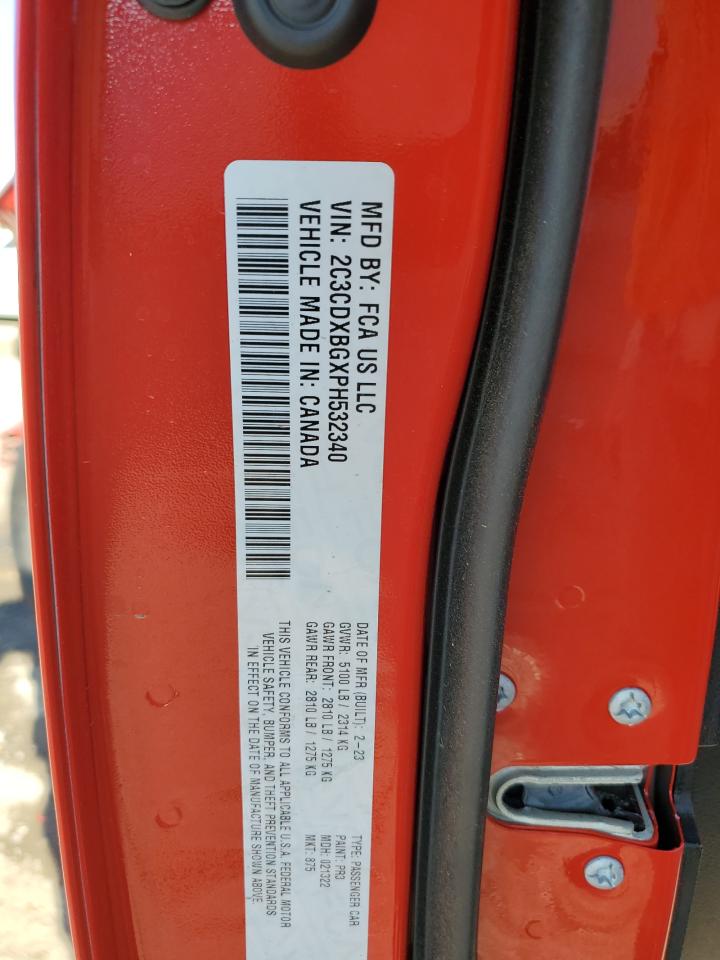 MFD BY: FCA US LLC
VIN: 2C3CDXBGXPH532340
VEHICLE MADE IN: CANADA
DATE OF MFR (BUILT): 2-23
GVWR: 5100 LB / 2314 KG
GAWR FRONT: 2810 LB / 1275 KG
GAWR REAR: 2810 LB / 1275 KG
THIS VEHICLE CONFORMS TO ALL APPLICABLE U.S.A. FEDERAL MOTOR
VEHICLE SAFETY, BUMPER, AND THEFT PREVENTION STANDARDS
IN EFFECT ON THE DATE OF MANUFACTURE SHOWN ABOVE.
TYPE: PASSENGER CAR
PAINT: PR3
MDH: 021322
MKT: 875